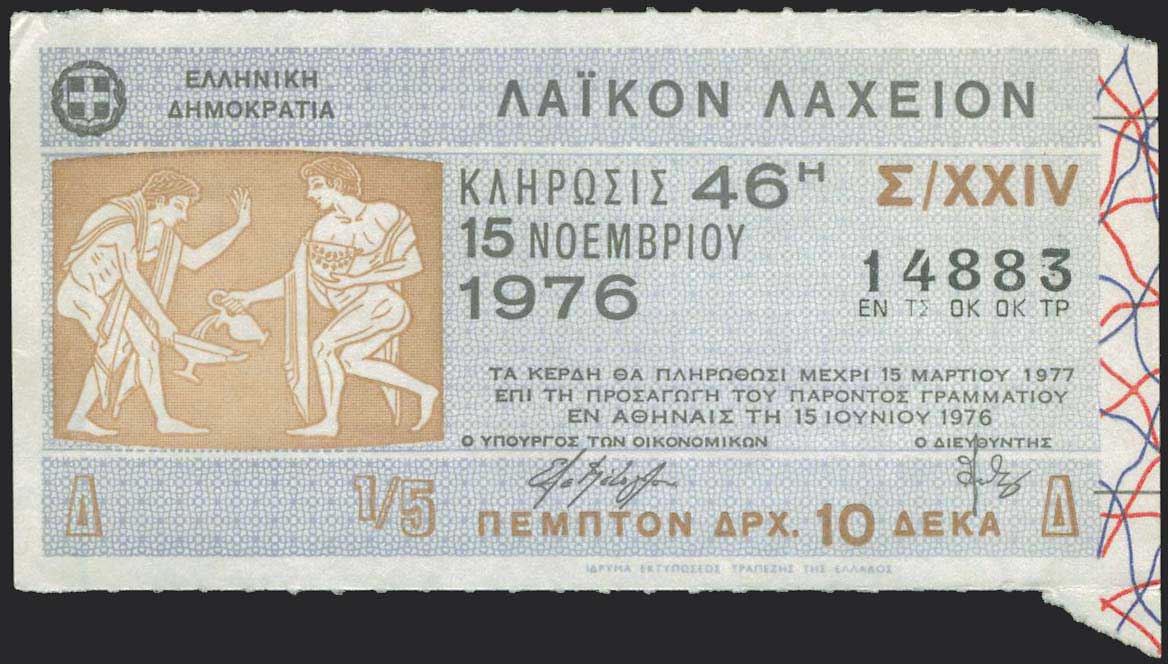 ΕΛΛΗΝΙΚΗ
ΔΗΜΟΚΡΑΤΙΑ
ΛΑΪΚΟΝ ΛΑΧΕΙΟΝ
ΚΛΗΡΩΣΙΣ 46Η
15 ΝΟΕΜΒΡΙΟΥ
1976
Σ/XXIV
14883
ΕΝ ΤΣ ΟΚ ΟΚ ΤΡ
ΤΑ ΚΕΡΔΗ ΘΑ ΠΛΗΡΩΘΩΣΙ ΜΕΧΡΙ 15 ΜΑΡΤΙΟΥ 1977
ΕΠΙ ΤΗ ΠΡΟΣΑΓΩΓΗ ΤΟΥ ΠΑΡΟΝΤΟΣ ΓΡΑΜΜΑΤΙΟΥ
ΕΝ ΑΘΗΝΑΙΣ ΤΗ 15 ΙΟΥΝΙΟΥ 1976
Ο ΥΠΟΥΡΓΟΣ ΤΩΝ ΟΙΚΟΝΟΜΙΚΩΝ Ο ΔΙΕΥΘΥΝΤΗΣ
Δ 1/5 ΠΕΜΠΤΟΝ ΔΡΧ. 10 ΔΕΚΑ Δ
ΙΔΡΥΜΑ ΕΚΤΥΠΩΣΕΩΣ ΤΡΑΠΕΖΗΣ ΤΗΣ ΕΛΛΑΔΟΣ